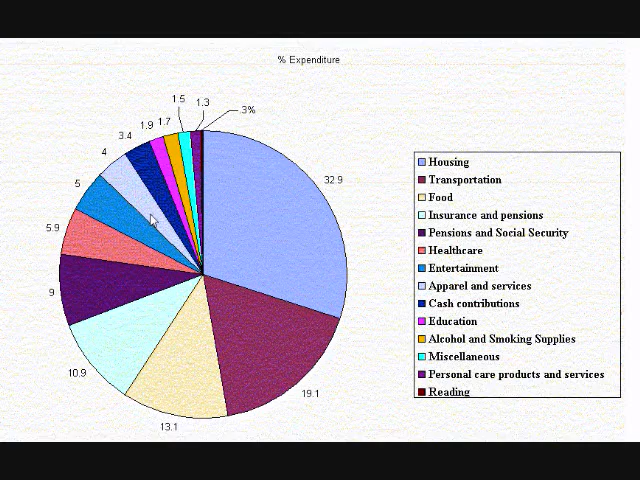 % Expenditure
1.5
1.3
.3%
1.7
1.9
3.4
4
5
5.9
9
10.9
13.1
19.1
32.9
Housing
Transportation
Food
Insurance and pensions
Pensions and Social Security
Healthcare
Entertainment
Apparel and services
Cash contributions
Education
Alcohol and Smoking Supplies
Miscellaneous
Personal care products and services
Reading